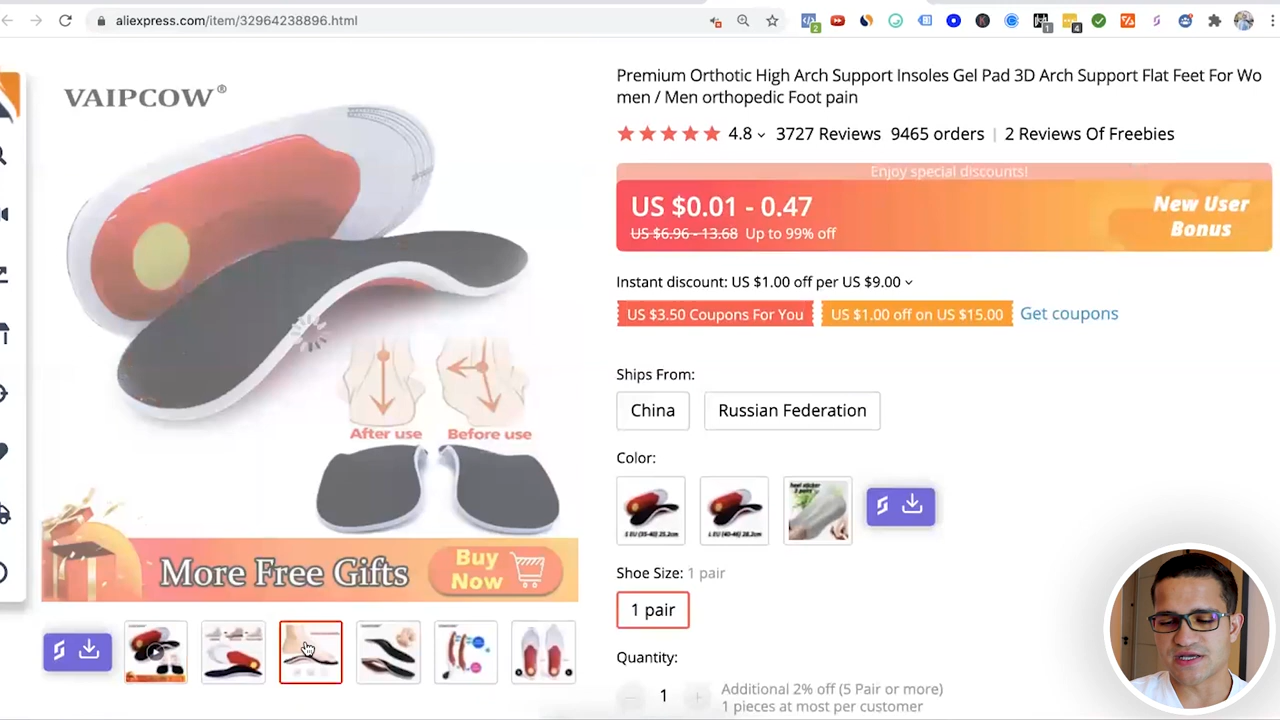 aliexpress.com/item/32964238896.html
VAIPCOW®
After use
Before use
More Free Gifts
Buy
Now
Premium Orthotic High Arch Support Insoles Gel Pad 3D Arch Support Flat Feet For Wo
men / Men orthopedic Foot pain
4.8 3727 Reviews 9465 orders | 2 Reviews Of Freebies
Enjoy special discounts!
US $0.01 - 0.47
US $6.96 - 13.68 Up to 99% off
New User
Bonus
Instant discount: US $1.00 off per US $9.00
US $3.50 Coupons For You US $1.00 off on US $15.00 Get coupons
Ships From:
China Russian Federation
Color:
Shoe Size: 1 pair
1 pair
Quantity:
1
Additional 2% off (5 Pair or more)
1 pieces at most per customer